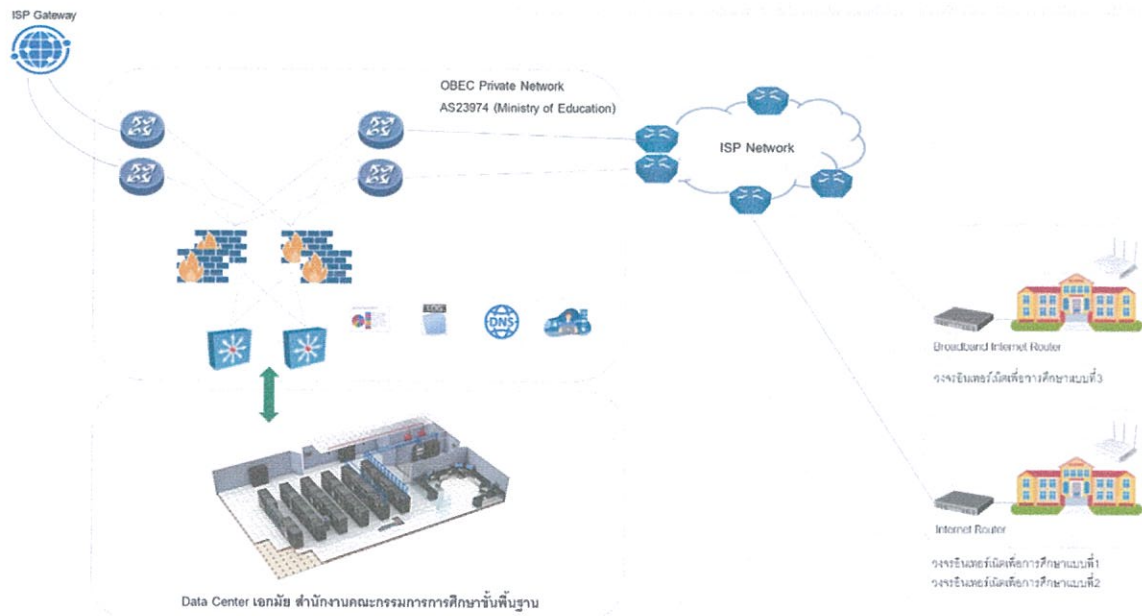 ISP Gateway
OBEC Private Network
AS23974 (Ministry of Education)
ISP Network
LOG
DNS
Broadband Internet Router
วงจรอินเทอร์เน็ตเพื่อการศึกษาแบบที่3
Internet Router
วงจรอินเทอร์เน็ตเพื่อการศึกษาแบบที่1
วงจรอินเทอร์เน็ตเพื่อการศึกษาแบบที่2
Data Center เอกมัย สำนักงานคณะกรรมการการศึกษาขั้นพื้นฐาน